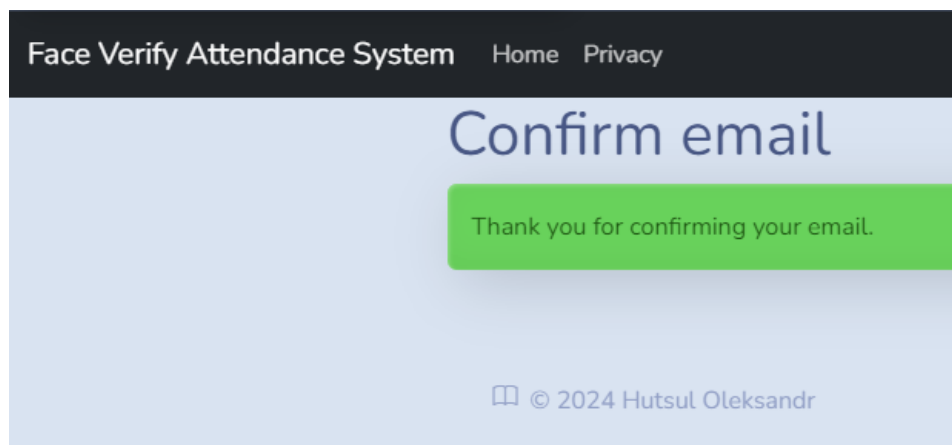 Face Verify Attendance System Home Privacy
Confirm email
Thank you for confirming your email.
© 2024 Hutsul Oleksandr